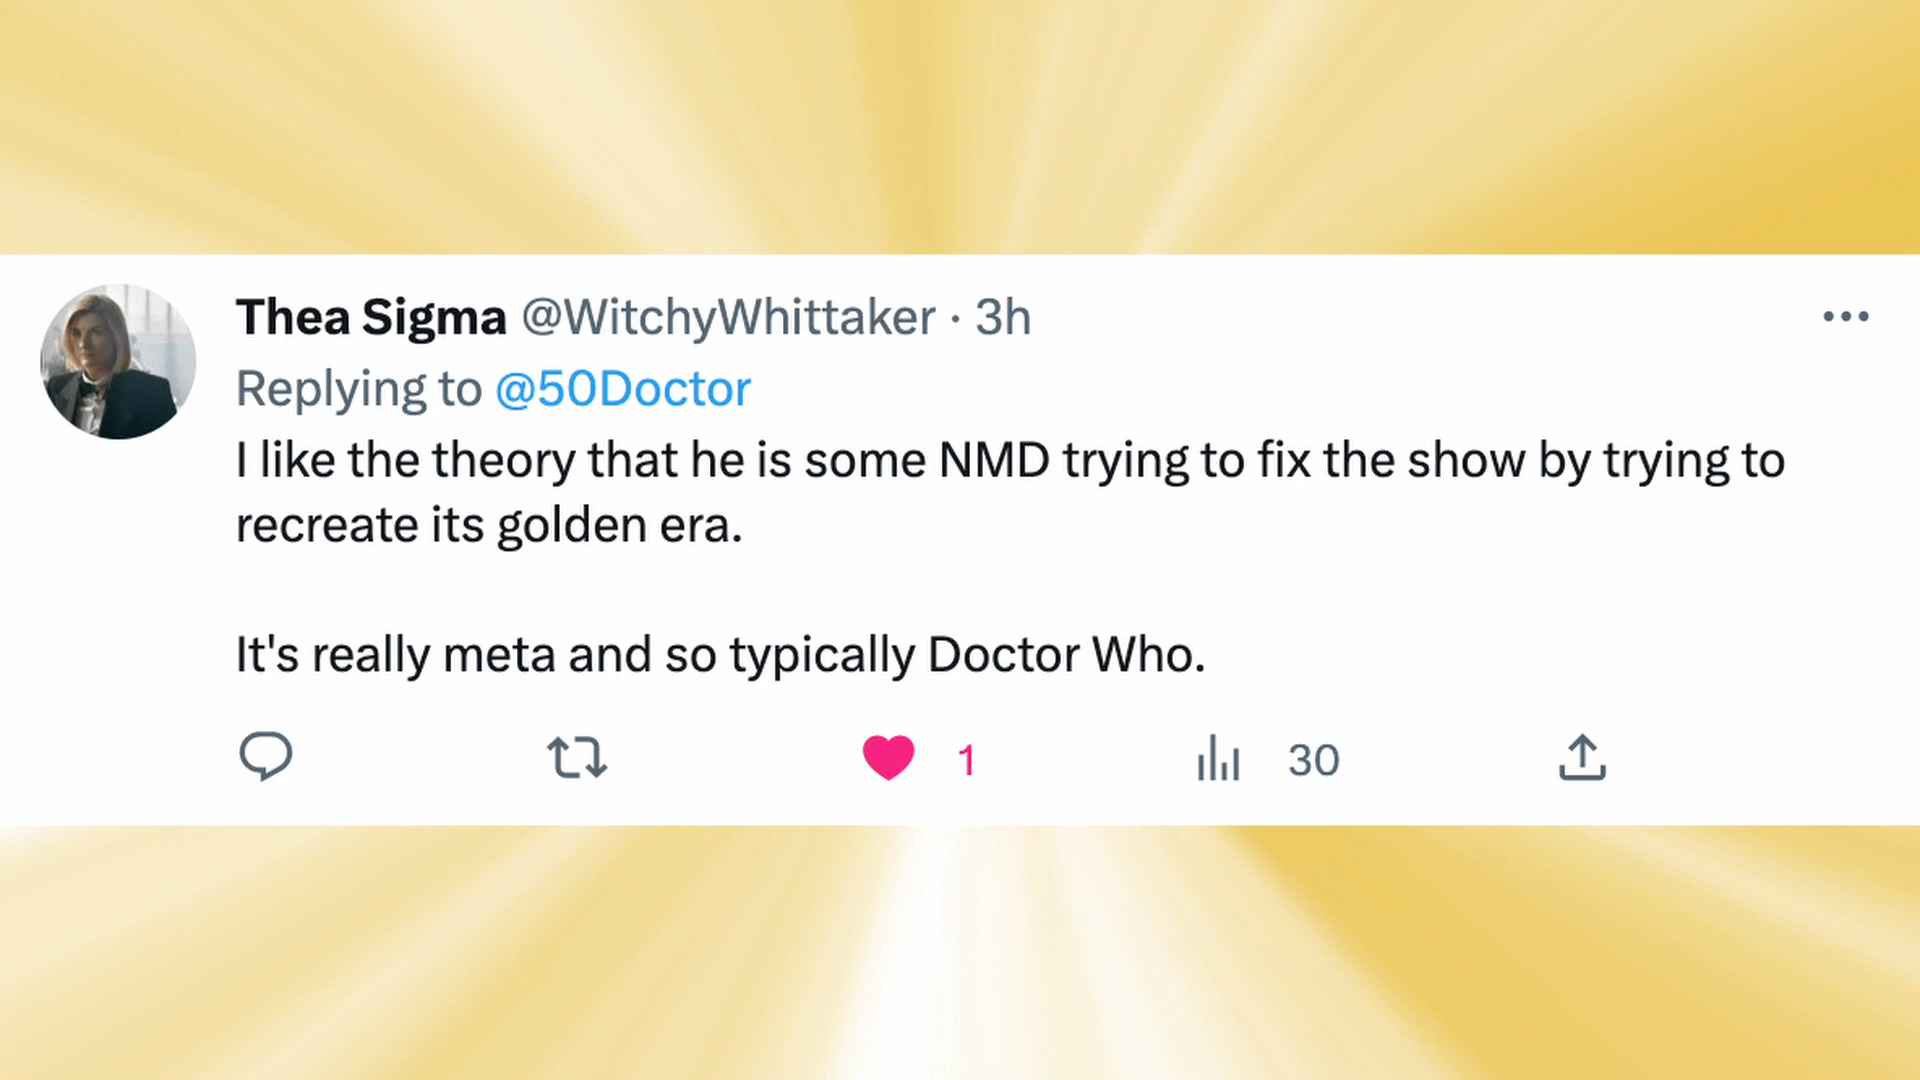 Thea Sigma @WitchyWhittaker · 3h
Replying to @50Doctor
I like the theory that he is some NMD trying to fix the show by trying to
recreate its golden era.
It's really meta and so typically Doctor Who.
1 30